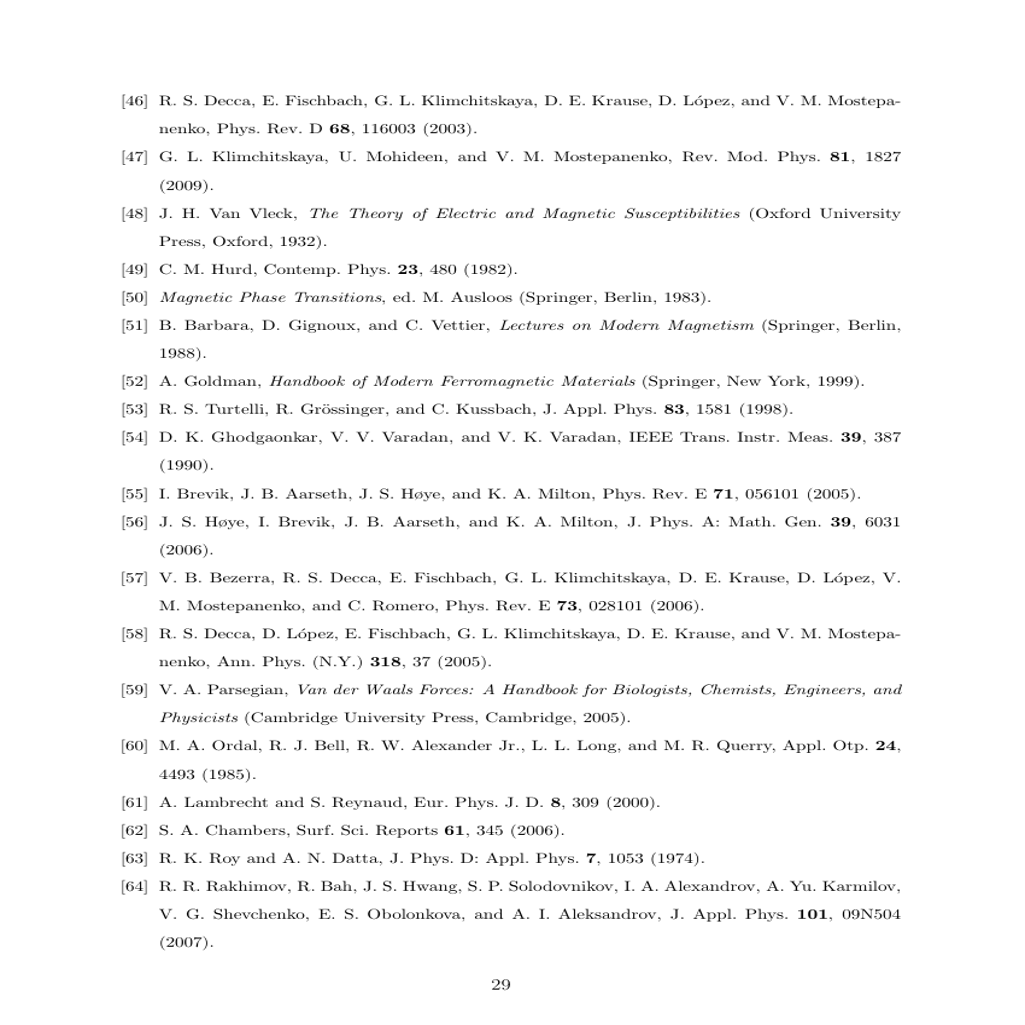 [46] R. S. Decca, E. Fischbach, G. L. Klimchitskaya, D. E. Krause, D. López, and V. M. Mostepa-
nenko, Phys. Rev. D 68, 116003 (2003).
[47] G. L. Klimchitskaya, U. Mohideen, and V. M. Mostepanenko, Rev. Mod. Phys. 81, 1827
(2009).
[48] J. H. Van Vleck, The Theory of Electric and Magnetic Susceptibilities (Oxford University
Press, Oxford, 1932).
[49] C. M. Hurd, Contemp. Phys. 23, 480 (1982).
[50] Magnetic Phase Transitions, ed. M. Ausloos (Springer, Berlin, 1983).
[51] B. Barbara, D. Gignoux, and C. Vettier, Lectures on Modern Magnetism (Springer, Berlin,
1988).
[52] A. Goldman, Handbook of Modern Ferromagnetic Materials (Springer, New York, 1999).
[53] R. S. Turtelli, R. Grössinger, and C. Kussbach, J. Appl. Phys. 83, 1581 (1998).
[54] D. K. Ghodgaonkar, V. V. Varadan, and V. K. Varadan, IEEE Trans. Instr. Meas. 39, 387
(1990).
[55] I. Brevik, J. B. Aarseth, J. S. Høye, and K. A. Milton, Phys. Rev. E 71, 056101 (2005).
[56] J. S. Høye, I. Brevik, J. B. Aarseth, and K. A. Milton, J. Phys. A: Math. Gen. 39, 6031
(2006).
[57] V. B. Bezerra, R. S. Decca, E. Fischbach, G. L. Klimchitskaya, D. E. Krause, D. López, V.
M. Mostepanenko, and C. Romero, Phys. Rev. E 73, 028101 (2006).
[58] R. S. Decca, D. López, E. Fischbach, G. L. Klimchitskaya, D. E. Krause, and V. M. Mostepa-
nenko, Ann. Phys. (N.Y.) 318, 37 (2005).
[59] V. A. Parsegian, Van der Waals Forces: A Handbook for Biologists, Chemists, Engineers, and
Physicists (Cambridge University Press, Cambridge, 2005).
[60] M. A. Ordal, R. J. Bell, R. W. Alexander Jr., L. L. Long, and M. R. Querry, Appl. Otp. 24,
4493 (1985).
[61] A. Lambrecht and S. Reynaud, Eur. Phys. J. D. 8, 309 (2000).
[62] S. A. Chambers, Surf. Sci. Reports 61, 345 (2006).
[63] R. K. Roy and A. N. Datta, J. Phys. D: Appl. Phys. 7, 1053 (1974).
[64] R. R. Rakhimov, R. Bah, J. S. Hwang, S. P. Solodovnikov, I. A. Alexandrov, A. Yu. Karmilov,
V. G. Shevchenko, E. S. Obolonkova, and A. I. Aleksandrov, J. Appl. Phys. 101, 09N504
(2007).
29